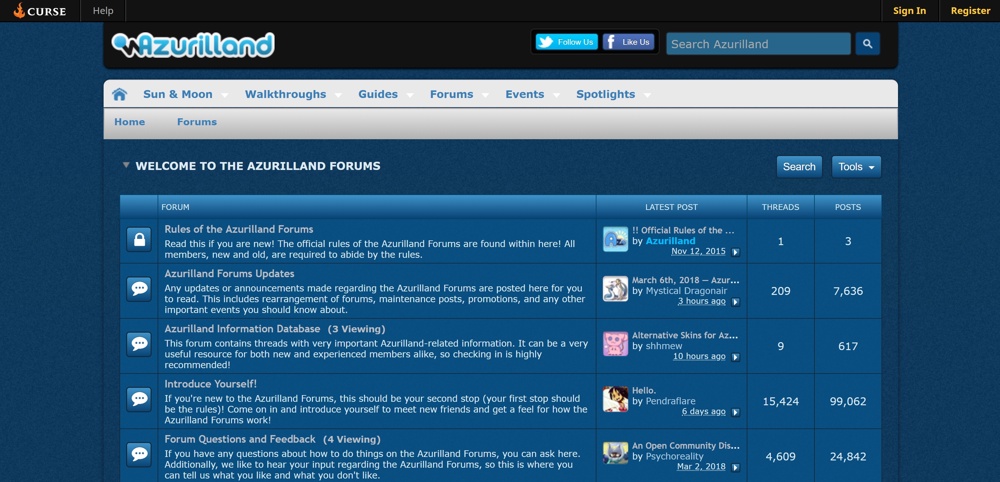 CURSE Help Sign In Register
Azurilland Follow Us Like Us Search Azurilland
Sun & Moon Walkthroughs Guides Forums Events Spotlights
Home Forums
WELCOME TO THE AZURILLAND FORUMS Search Tools
FORUM LATEST POST THREADS POSTS
Rules of the Azurilland Forums
Read this if you are new! The official rules of the Azurilland Forums are found within here! All
members, new and old, are required to abide by the rules.
!! Official Rules of the ...
by Azurilland
Nov 12, 2015
1 3
Azurilland Forums Updates
Any updates or announcements made regarding the Azurilland Forums are posted here for you
to read. This includes rearrangement of forums, maintenance posts, promotions, and any other
important events you should know about.
March 6th, 2018 — Azur...
by Mystical Dragonair
3 hours ago
209 7,636
Azurilland Information Database (3 Viewing)
This forum contains threads with very important Azurilland-related information. It can be a very
useful resource for both new and experienced members alike, so checking in is highly
recommended!
Alternative Skins for Az...
by shhmew
10 hours ago
9 617
Introduce Yourself!
If you're new to the Azurilland Forums, this should be your second stop (your first stop should
be the rules)! Come on in and introduce yourself to meet new friends and get a feel for how the
Azurilland Forums work!
Hello.
by Pendraflare
6 days ago
15,424 99,062
Forum Questions and Feedback (4 Viewing)
If you have any questions about how to do things on the Azurilland Forums, you can ask here.
Additionally, we like to hear your input regarding the Azurilland Forums, so this is where you
can tell us what you like and what you don't like.
An Open Community Dis...
by Psychoreality
Mar 2, 2018
4,609 24,842